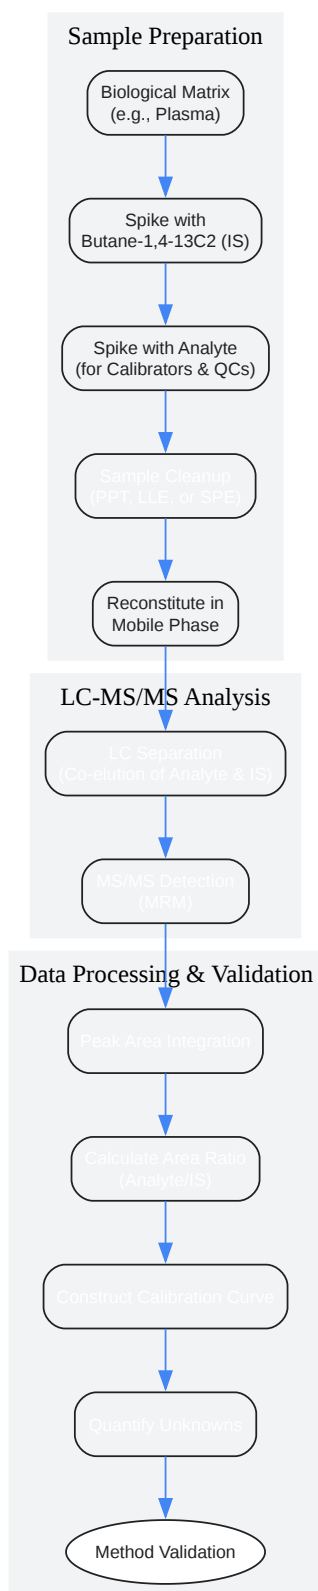 Sample Preparation
Biological Matrix
(e.g., Plasma)
Spike with
Butane-1,4-13C2 (IS)
Spike with Analyte
(for Calibrators & QCs)
Sample Cleanup
(PPT, LLE, or SPE)
Reconstitute in
Mobile Phase
LC-MS/MS Analysis
LC Separation
(Co-elution of Analyte & IS)
MS/MS Detection
(MRM)
Data Processing & Validation
Peak Area Integration
Calculate Area Ratio
(Analyte/IS)
Construct Calibration Curve
Quantify Unknowns
Method Validation